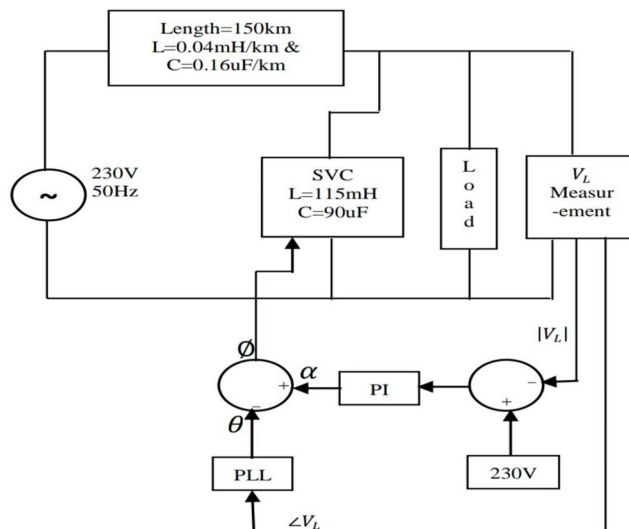 Length=150km
L=0.04mH/km &
C=0.16uF/km
230V
50Hz
~
SVC
L=115mH
C=90uF
L
o
a
d
V_L
Measur
-ement
|V_L|
∅
α
+
−
θ
PI
−
+
PLL
230V
∠V_L